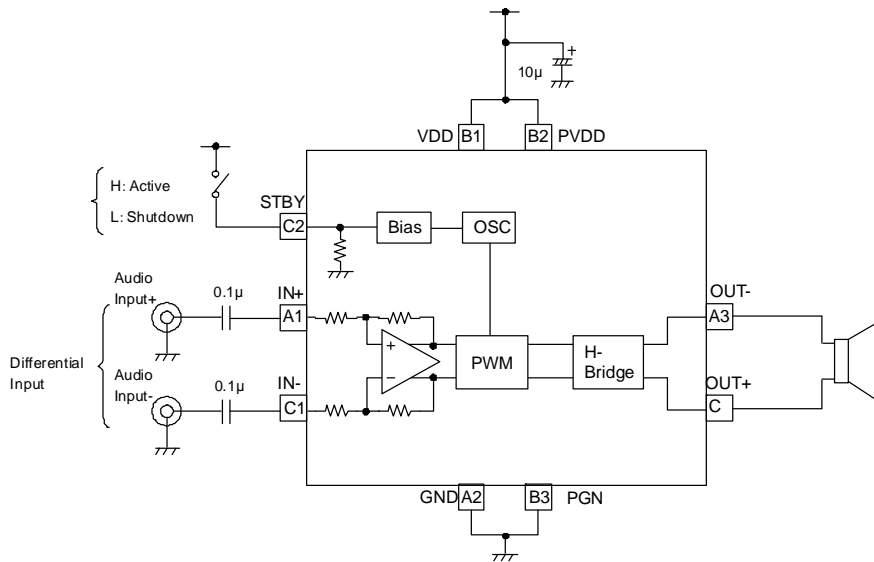 +
10µ
VDD B1 B2 PVDD
H: Active
L: Shutdown
STBY
C2
Bias
OSC
Audio
Input+
0.1µ
IN+
A1
OUT-
A3
Differential
Input
+
−
PWM
H-
Bridge
Audio
Input-
0.1µ
IN-
C1
OUT+
C
GND A2 B3 PGN